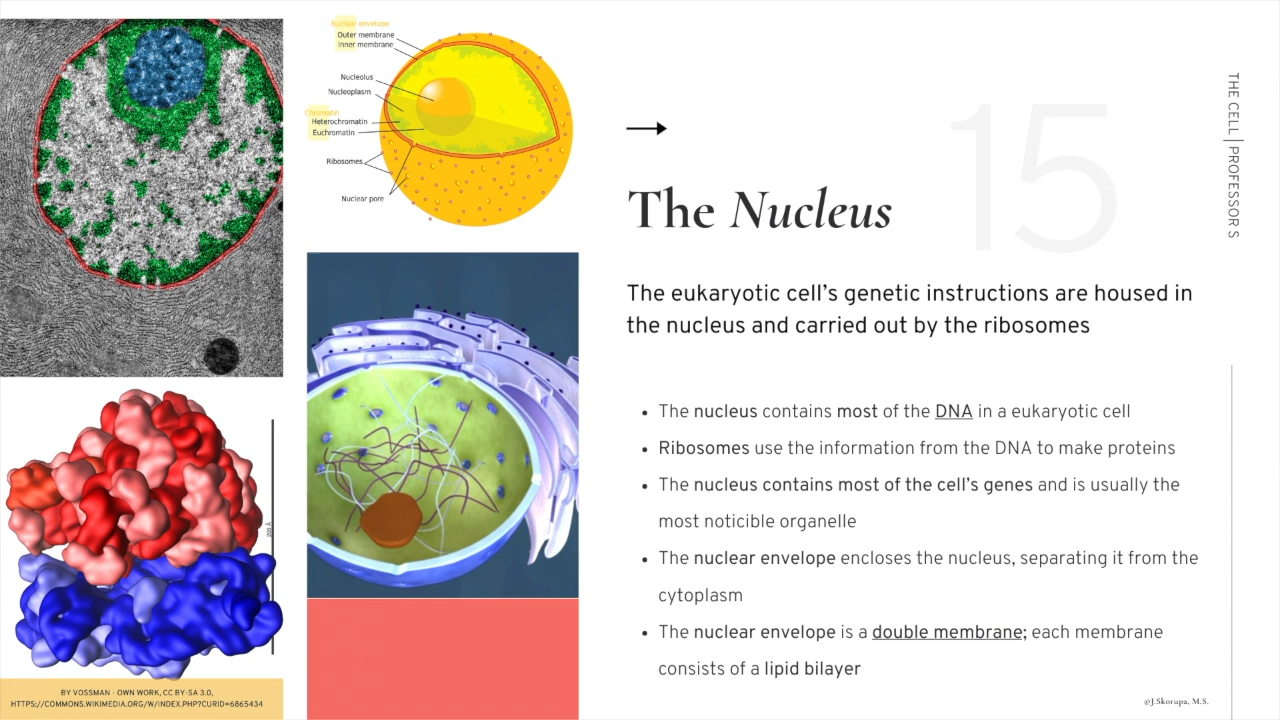 Nuclear envelope
Outer membrane
Inner membrane
Nucleolus
Nucleoplasm
Chromatin
Heterochromatin
Euchromatin
Ribosomes
Nuclear pore
200 Å
BY VOSSMAN - OWN WORK, CC BY-SA 3.0,
HTTPS://COMMONS.WIKIMEDIA.ORG/W/INDEX.PHP?CURID=6865434
15
THE CELL | PROFESSOR S
The Nucleus
The eukaryotic cell’s genetic instructions are housed in
the nucleus and carried out by the ribosomes
• The nucleus contains most of the DNA in a eukaryotic cell
• Ribosomes use the information from the DNA to make proteins
• The nucleus contains most of the cell’s genes and is usually the
most noticible organelle
• The nuclear envelope encloses the nucleus, separating it from the
cytoplasm
• The nuclear envelope is a double membrane; each membrane
consists of a lipid bilayer
@J.Skorupa, M.S.